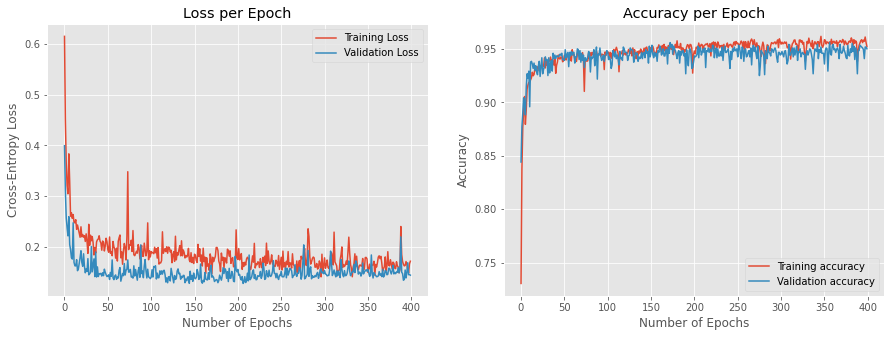 Loss per Epoch
Training Loss
Validation Loss
0.6
0.5
0.4
0.3
0.2
Cross-Entropy Loss
0 50 100 150 200 250 300 350 400
Number of Epochs
Accuracy per Epoch
0.95
0.90
0.85
0.80
0.75
Accuracy
Training accuracy
Validation accuracy
0 50 100 150 200 250 300 350 400
Number of Epochs